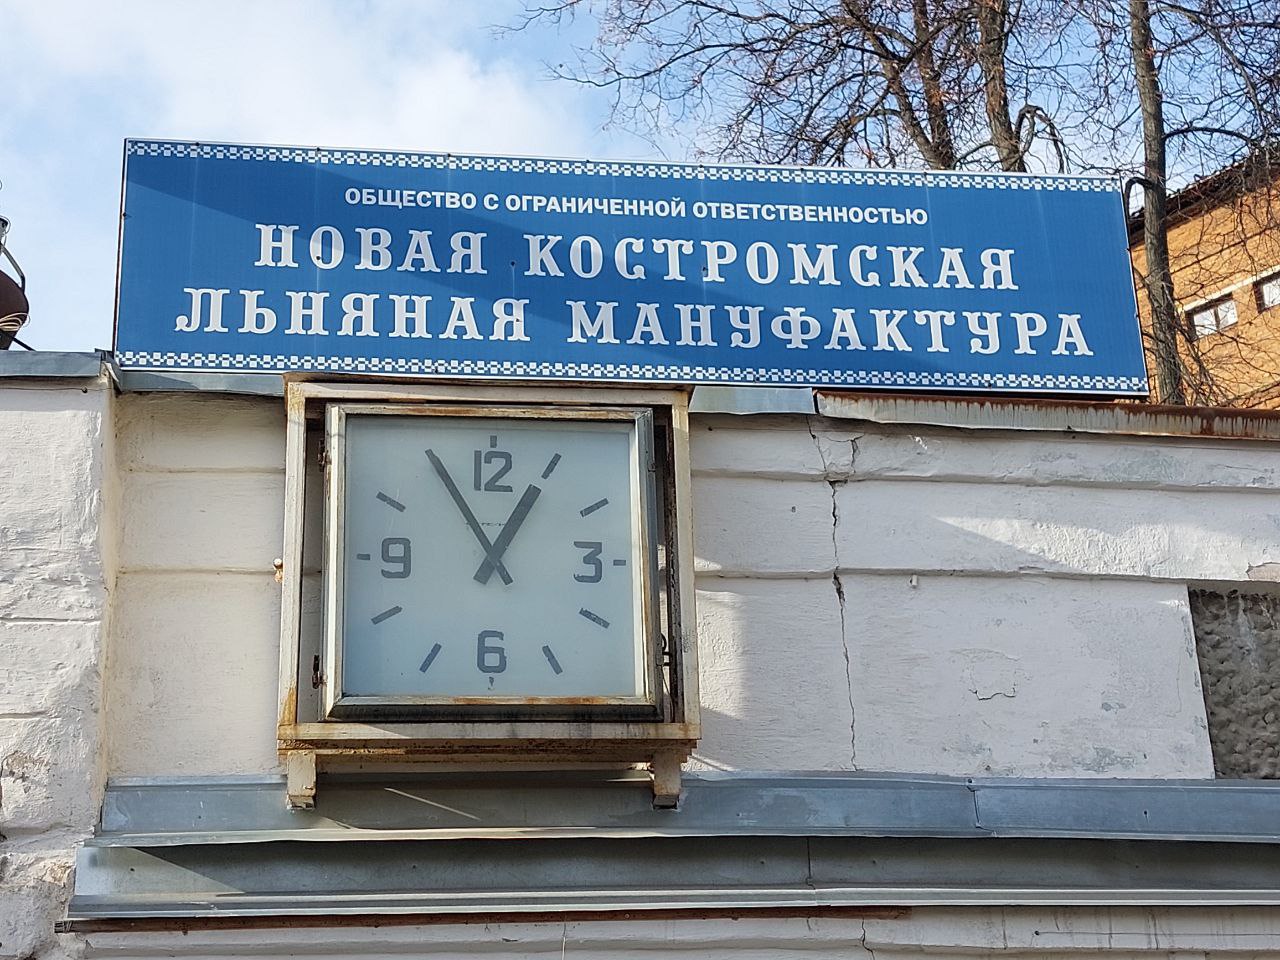 ОБЩЕСТВО С ОГРАНИЧЕННОЙ ОТВЕТСТВЕННОСТЬЮ
НОВАЯ КОСТРОМСКАЯ
ЛЬНЯНАЯ МАНУФАКТУРА
12
9 3
6